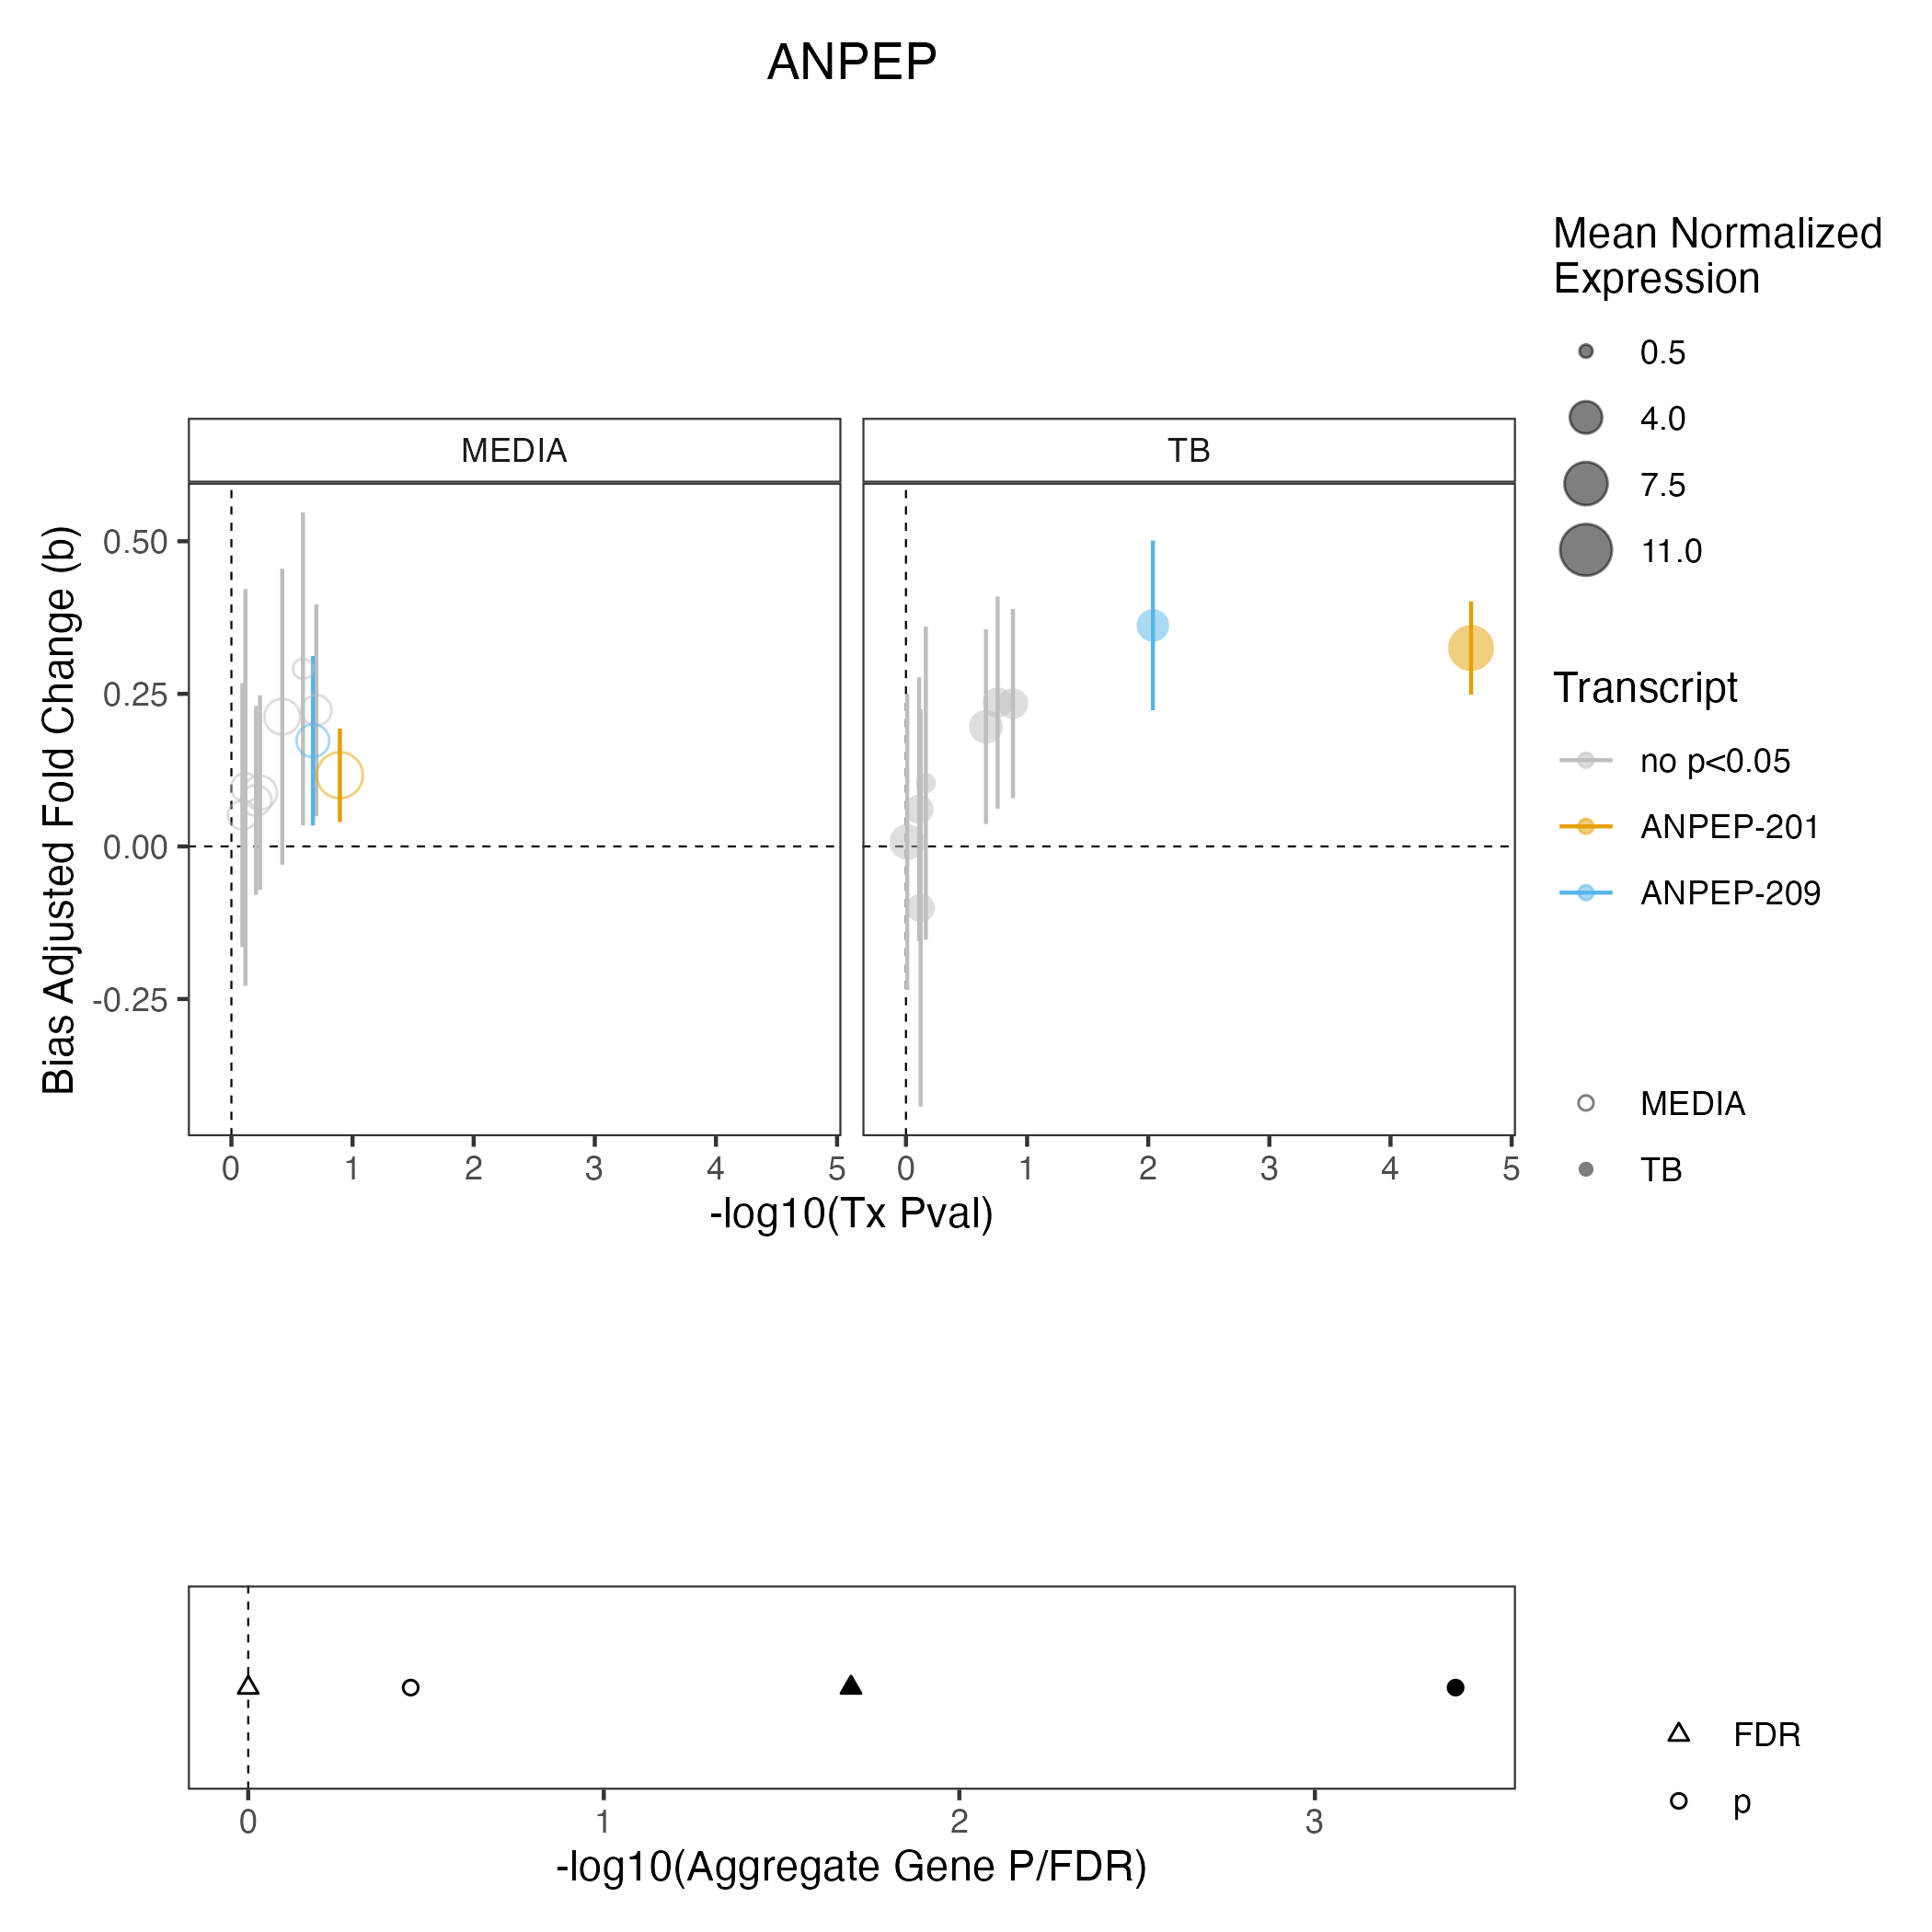 ANPEP
MEDIA
TB
Bias Adjusted Fold Change (b)
0.50
0.25
0.00
-0.25
0 1 2 3 4 5
0 1 2 3 4 5
-log10(Tx Pval)
Mean Normalized
Expression
0.5
4.0
7.5
11.0
Transcript
no p<0.05
ANPEP-201
ANPEP-209
MEDIA
TB
0 1 2 3
-log10(Aggregate Gene P/FDR)
FDR
p